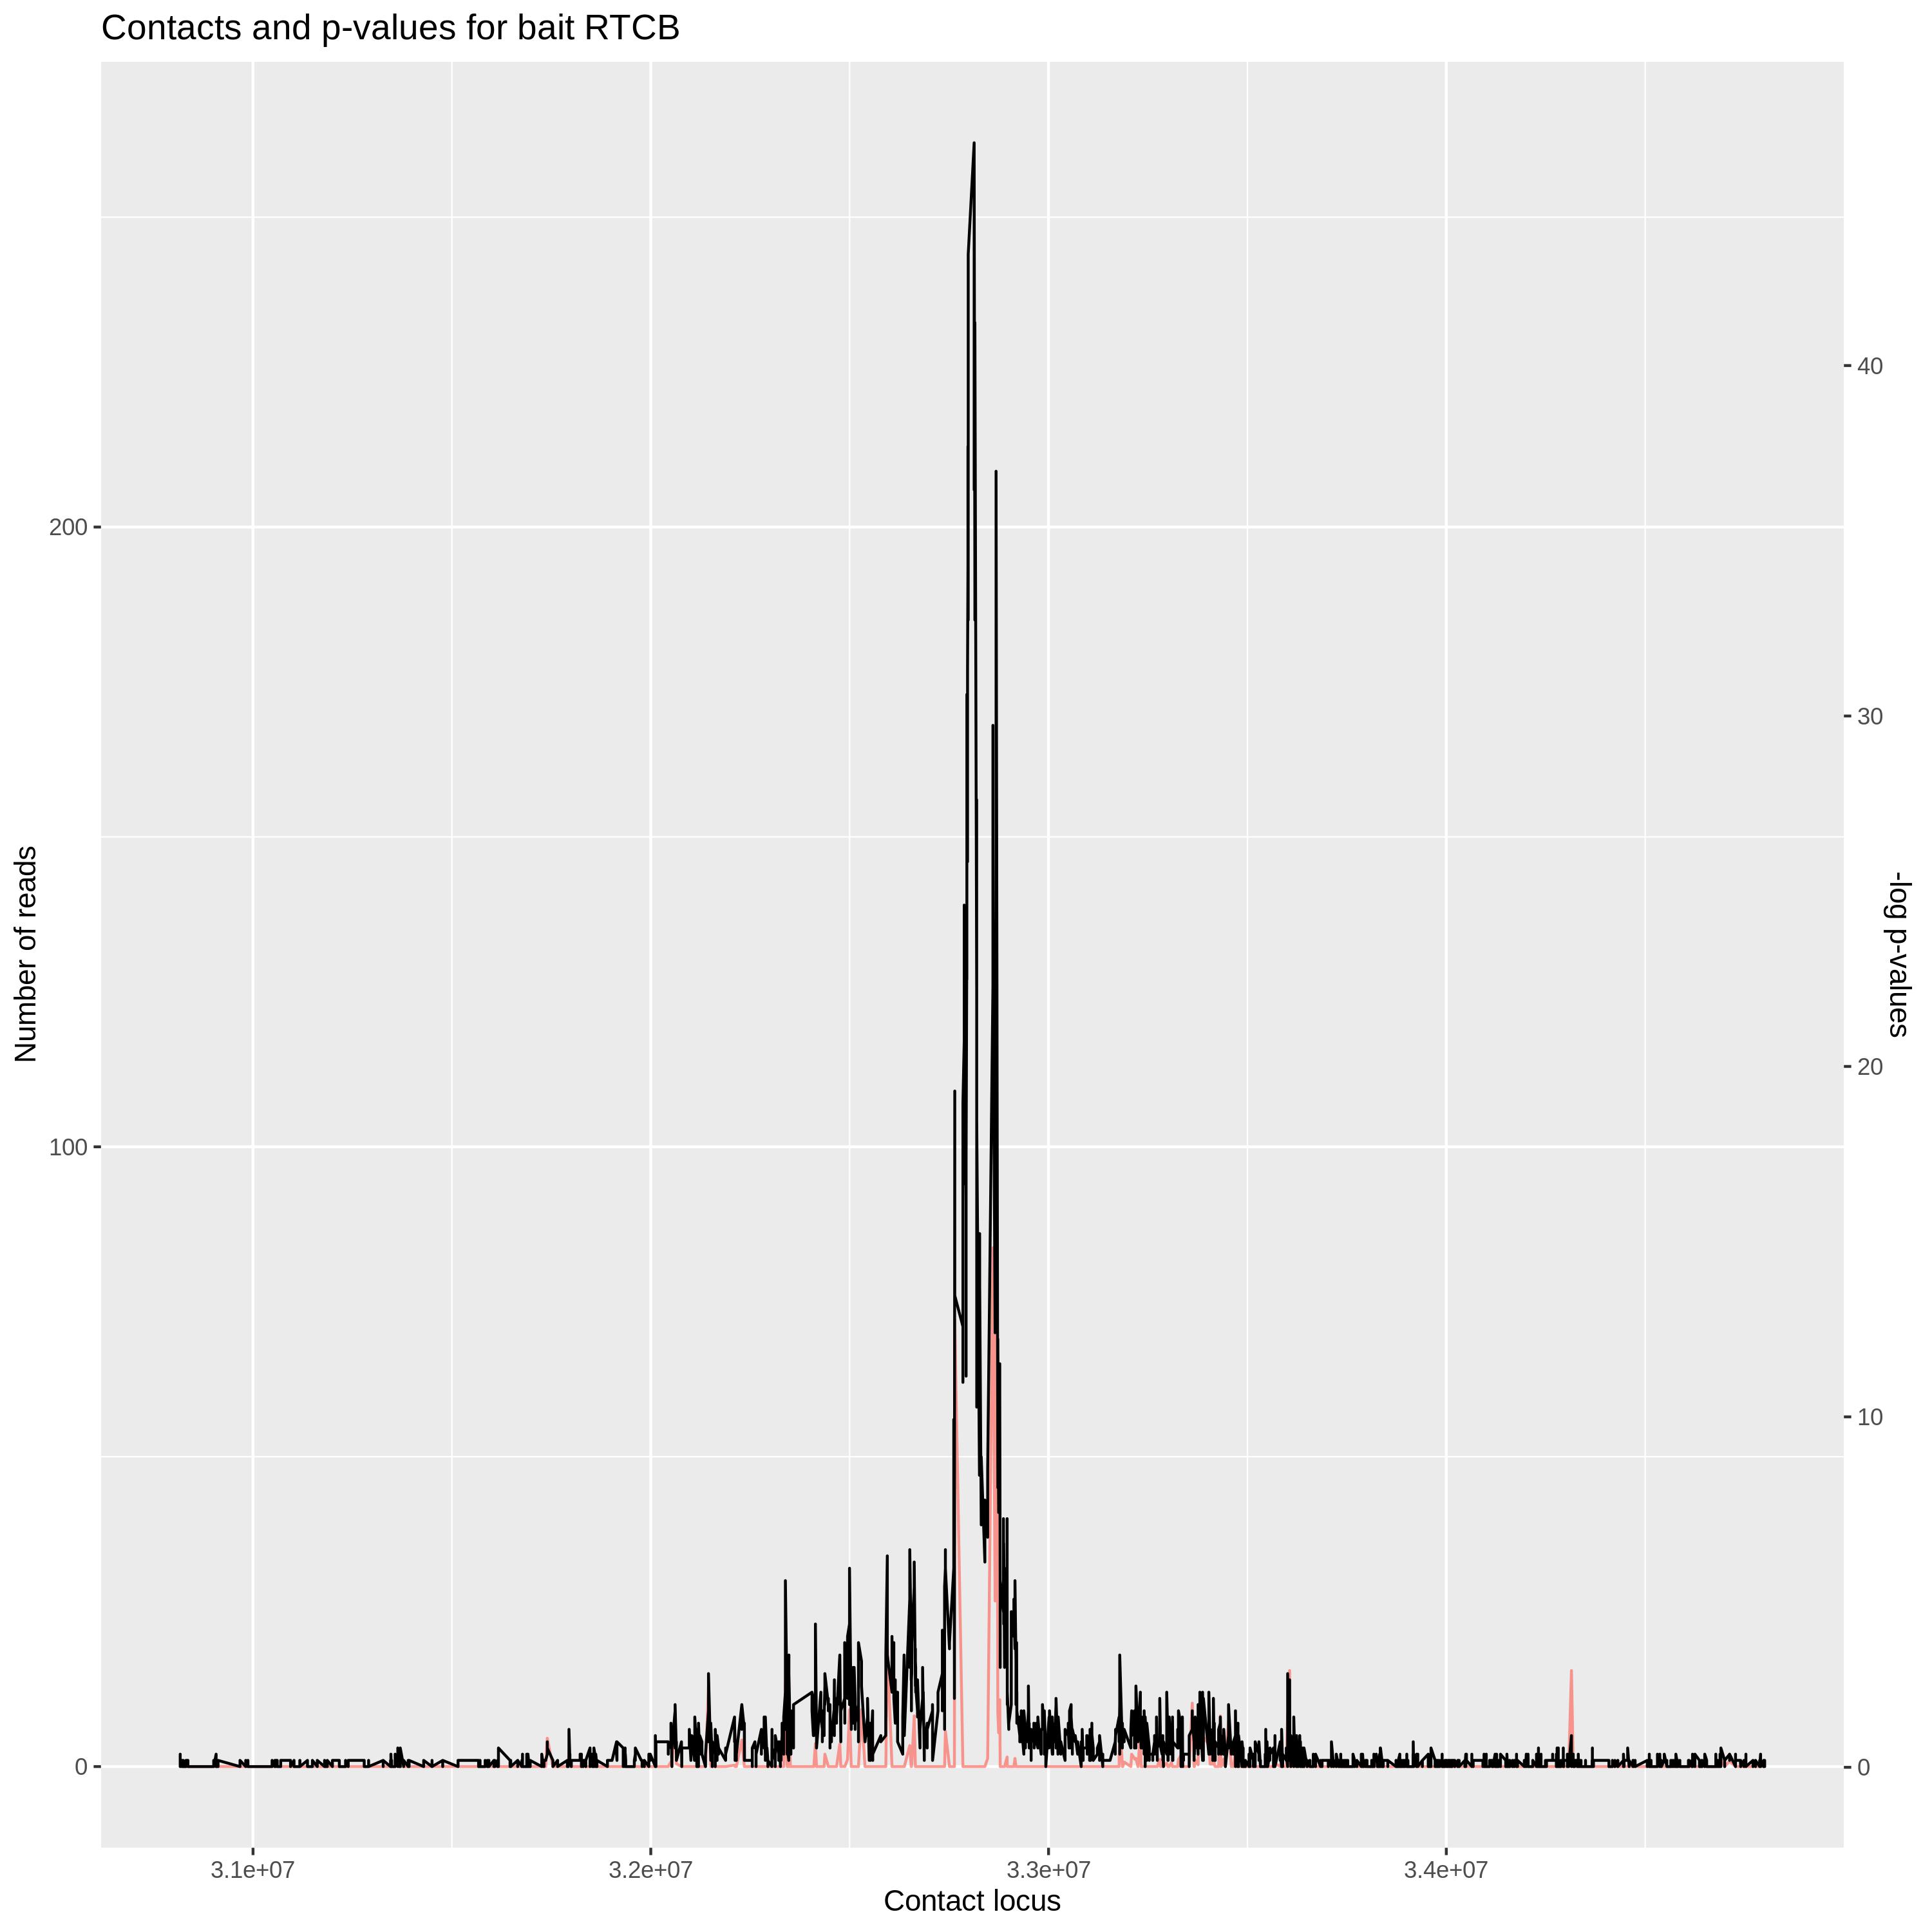 Contacts and p-values for bait RTCB
Number of reads
200
100
0
40
30
20
10
0
-log p-values
3.1e+07
3.2e+07
3.3e+07
3.4e+07
Contact locus